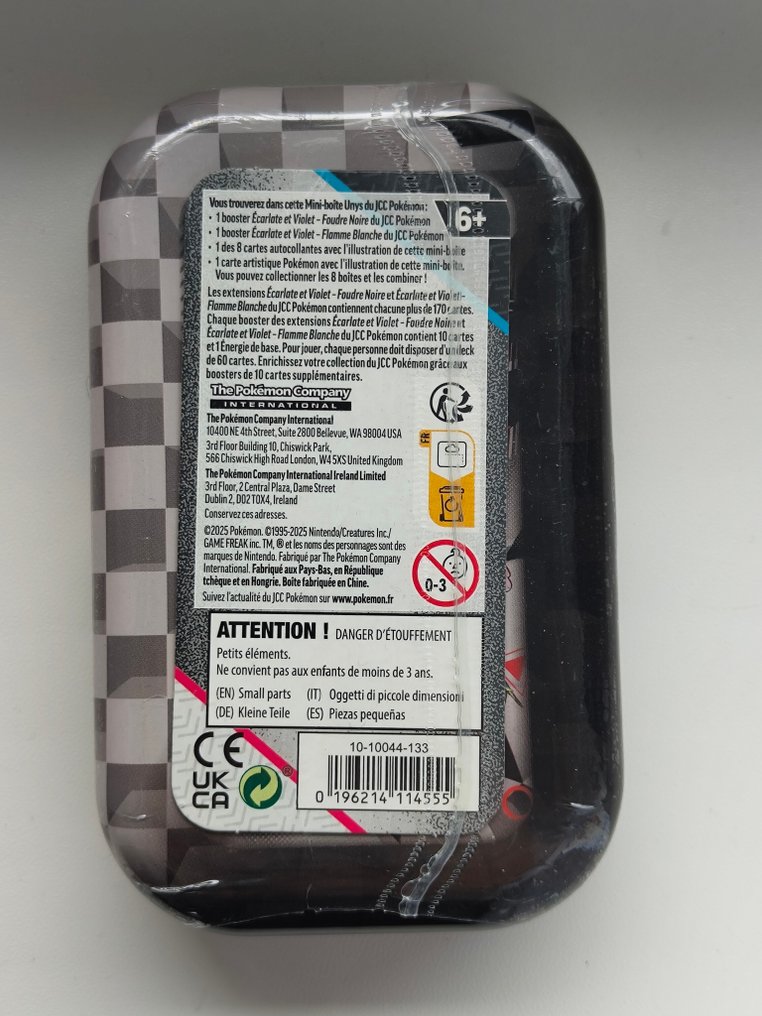 Vous trouverez dans cette Mini-boîte Unys du JCC Pokémon :
6+
• 1 booster Écarlate et Violet – Foudre Noire du JCC Pokémon
• 1 booster Écarlate et Violet – Flamme Blanche du JCC Pokémon
• 1 des 8 cartes autocollantes avec l'illustration de cette mini-boîte
• 1 carte artistique Pokémon avec l'illustration de cette mini-boîte.
Vous pouvez collectionner les 8 boîtes et les combiner !
Les extensions Écarlate et Violet – Foudre Noire et Écarlate et Violet –
Flamme Blanche du JCC Pokémon contiennent chacune plus de 170 cartes.
Chaque booster des extensions Écarlate et Violet – Foudre Noire et
Écarlate et Violet – Flamme Blanche du JCC Pokémon contient 10 cartes
et 1 Énergie de base. Pour jouer, chaque personne doit disposer d'un deck
de 60 cartes. Enrichissez votre collection du JCC Pokémon grâce aux
boosters de 10 cartes supplémentaires.
The Pokémon Company
INTERNATIONAL
The Pokémon Company International
10400 NE 4th Street, Suite 2800 Bellevue, WA 98004 USA
3rd Floor Building 10, Chiswick Park,
566 Chiswick High Road London, W4 5XS United Kingdom
The Pokémon Company International Ireland Limited
3rd Floor, 2 Central Plaza, Dame Street
Dublin 2, D02 T0X4, Ireland
Conservez ces adresses.
FR
©2025 Pokémon. ©1995-2025 Nintendo/Creatures Inc./
GAME FREAK inc. TM, ® et les noms des personnages sont des
marques de Nintendo. Fabriqué par The Pokémon Company
International. Fabriqué aux Pays-Bas, en République
tchèque et en Hongrie. Boîte fabriquée en Chine.
Suivez l'actualité du JCC Pokémon sur www.pokemon.fr
0-3
ATTENTION ! DANGER D'ÉTOUFFEMENT
Petits éléments.
Ne convient pas aux enfants de moins de 3 ans.
(EN) Small parts (IT) Oggetti di piccole dimensioni
(DE) Kleine Teile (ES) Piezas pequeñas
CE
UK
CA
®
10-10044-133
0 196214 114555